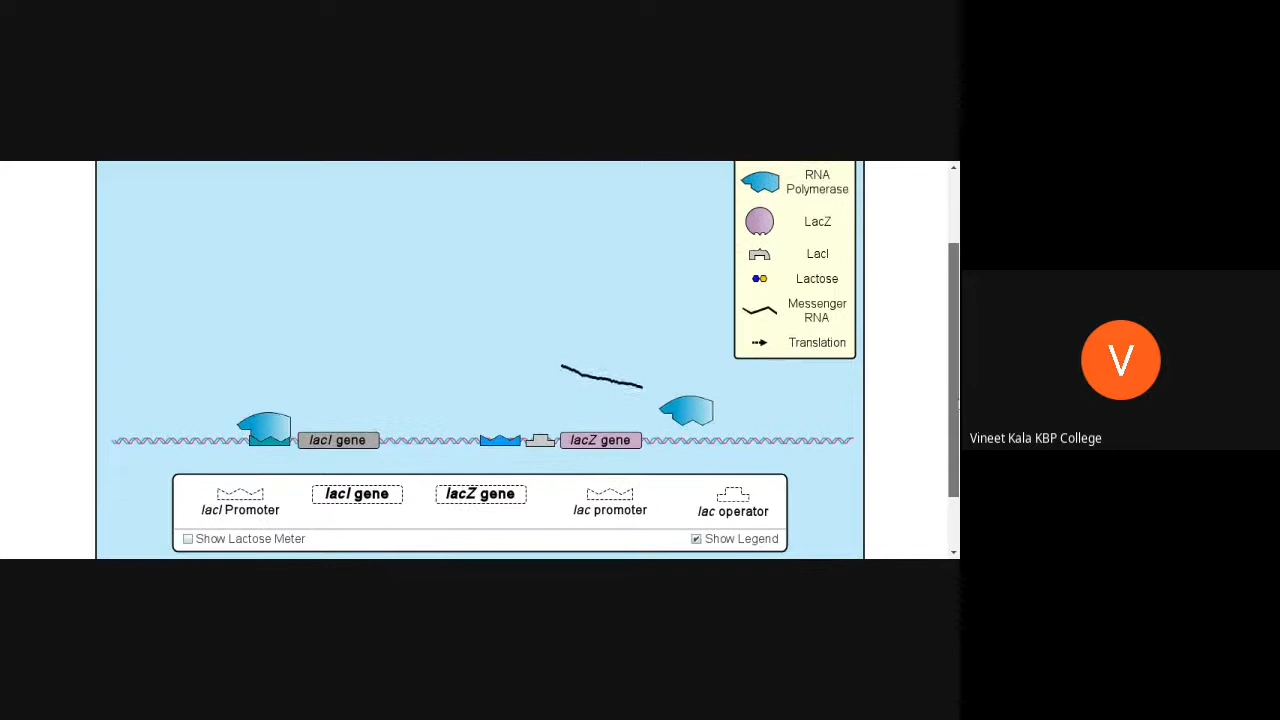 RNA
Polymerase
LacZ
LacI
Lactose
Messenger
RNA
Translation
lacI gene
lacZ gene
lacI Promoter
lacI gene
lacZ gene
lac promoter
lac operator
Show Lactose Meter
Show Legend
V
Vineet Kala KBP College